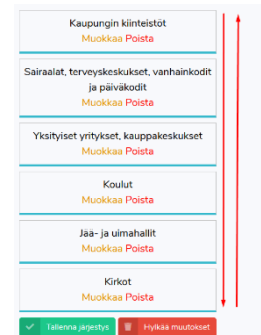 Kaupungin kiinteistöt
Muokkaa Poista
Sairaalat, terveyskeskukset, vanhainkodit
ja päiväkodit
Muokkaa Poista
Yksityiset yritykset, kauppakeskukset
Muokkaa Poista
Koulut
Muokkaa Poista
Jää- ja uimahallit
Muokkaa Poista
Kirkot
Muokkaa Poista
Tallenna järjestys Hylkää muutokset